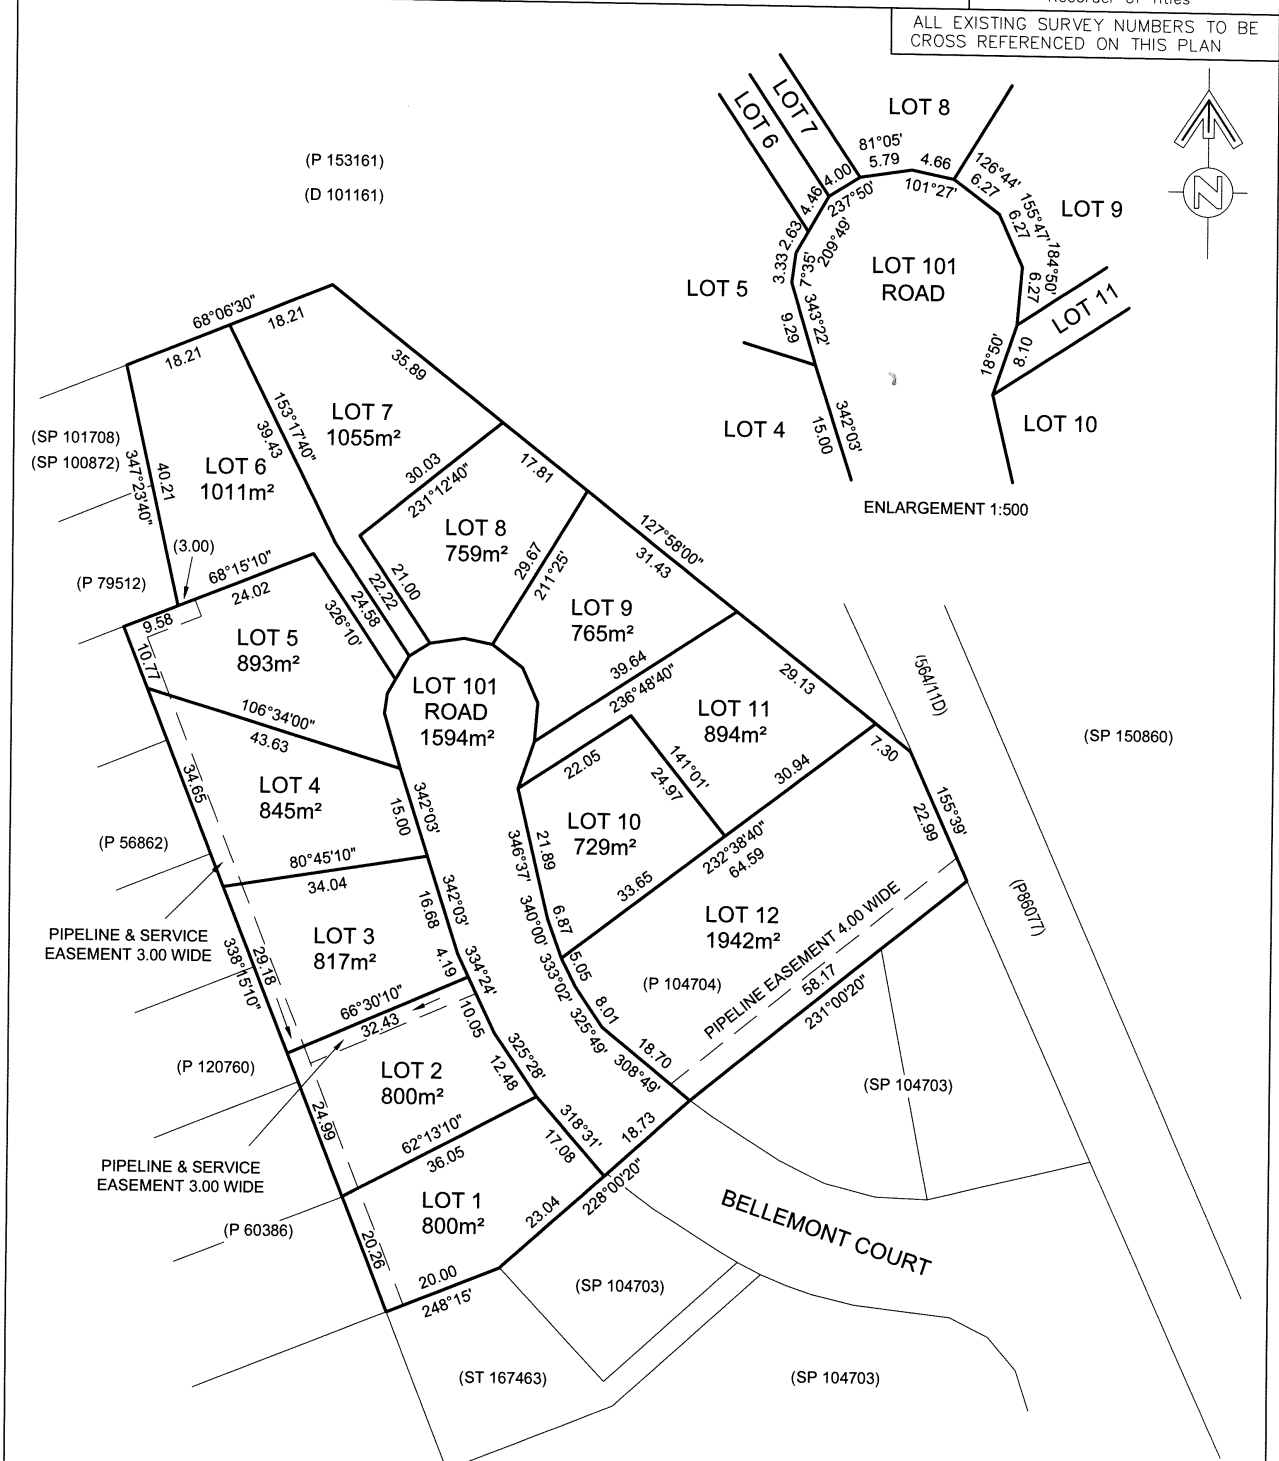 Recorder of Titles
ALL EXISTING SURVEY NUMBERS TO BE
CROSS REFERENCED ON THIS PLAN
LOT 6
LOT 7
LOT 8
81°05'
5.79
4.66
101°27'
126°44'
6.27
155°47'
6.27
184°50'
6.27
LOT 9
4.00
237°50'
4.46
209°49'
2.63
3.33
7°35'
LOT 5
LOT 101
ROAD
343°22'
9.29
LOT 11
18°50'
8.10
LOT 4
342°03'
15.00
LOT 10
ENLARGEMENT 1:500
N
(P 153161)
(D 101161)
68°06'30"
18.21
18.21
35.89
(SP 101708)
(SP 100872)
347°23'40"
40.21
LOT 6
1011m²
153°17'40"
39.43
LOT 7
1055m²
30.03
231°12'40"
17.81
LOT 8
759m²
29.67
211°25'
127°58'00"
31.43
(3.00)
68°15'10"
24.02
(P 79512)
9.58
10.77
LOT 5
893m²
326°10'
24.58
22.22
21.00
LOT 9
765m²
39.64
236°48'40"
29.13
LOT 101
ROAD
1594m²
106°34'00"
43.63
34.65
LOT 4
845m²
15.00
342°03'
LOT 11
894m²
22.05
141°01'
24.97
30.94
7.30
(564/11D)
(SP 150860)
155°39'
22.99
(P 56862)
80°45'10"
34.04
346°37'
21.89
LOT 10
729m²
33.65
232°38'40"
64.59
(P86077)
PIPELINE & SERVICE
EASEMENT 3.00 WIDE
338°15'10"
29.18
LOT 3
817m²
342°03'
16.68
4.19
334°24'
340°00'
6.87
5.05
333°02'
8.01
325°49'
LOT 12
1942m²
(P 104704)
PIPELINE EASEMENT 4.00 WIDE
58.17
231°00'20"
66°30'10"
32.43
10.05
(P 120760)
LOT 2
800m²
325°28'
12.48
18.70
308°49'
(SP 104703)
24.99
62°13'10"
36.05
318°31'
17.08
18.73
228°00'20"
PIPELINE & SERVICE
EASEMENT 3.00 WIDE
(P 60386)
LOT 1
800m²
23.04
20.26
20.00
248°15'
BELLEMONT COURT
(SP 104703)
(ST 167463)
(SP 104703)